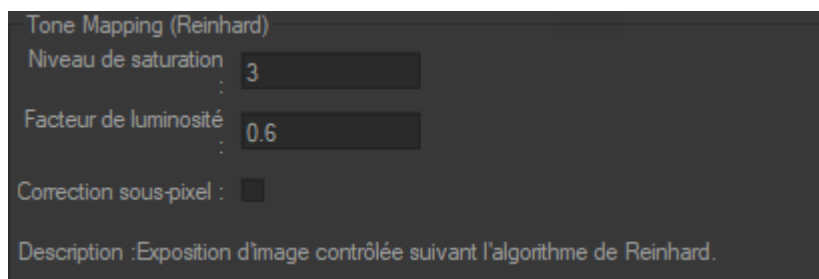 Tone Mapping (Reinhard)
Niveau de saturation
:
3
Facteur de luminosité
:
0.6
Correction sous-pixel :
Description :Exposition d'image contrôlée suivant l'algorithme de Reinhard.